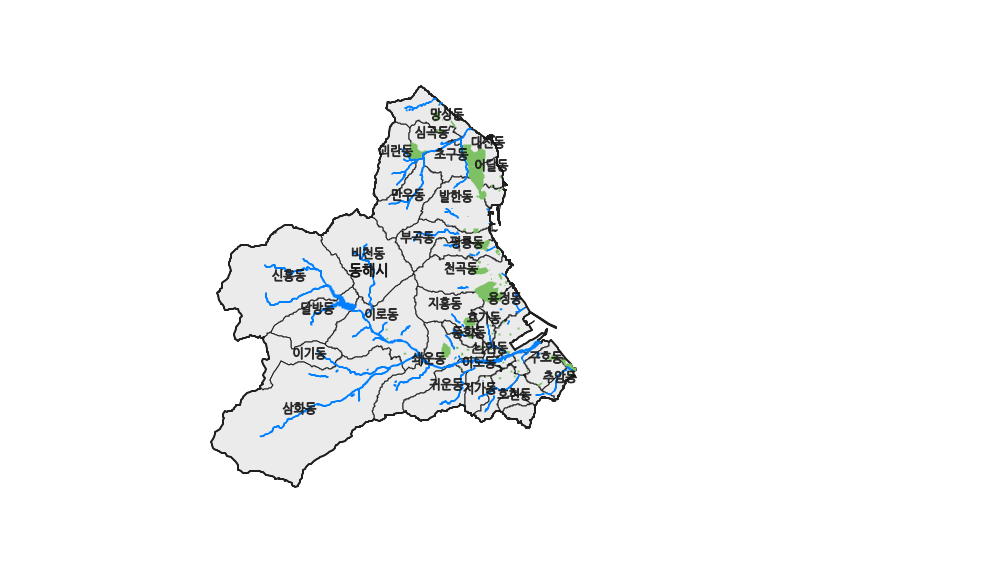 망상동
심곡동
대진동
괴란동
초구동
어달동
만우동
발한동
부곡동
평릉동
비천동
동해시
천곡동
신흥동
용정동
지흥동
달방동
이로동
효가동
동회동
이기동
쇄운동
이도동
구호동
추암동
귀운동
지가동
호현동
삼화동